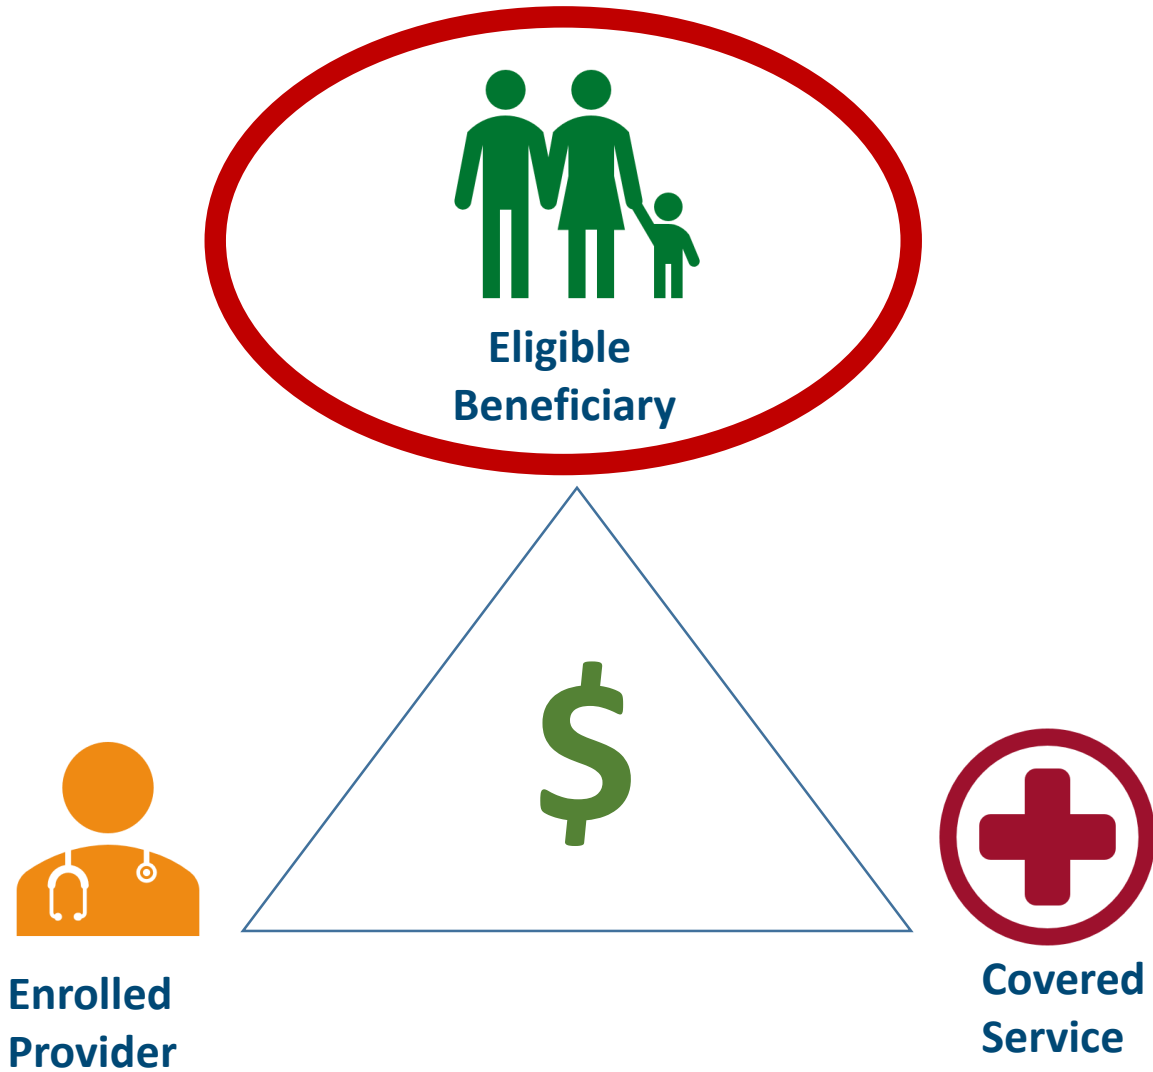 Eligible
Beneficiary
$
Enrolled
Provider
Covered
Service